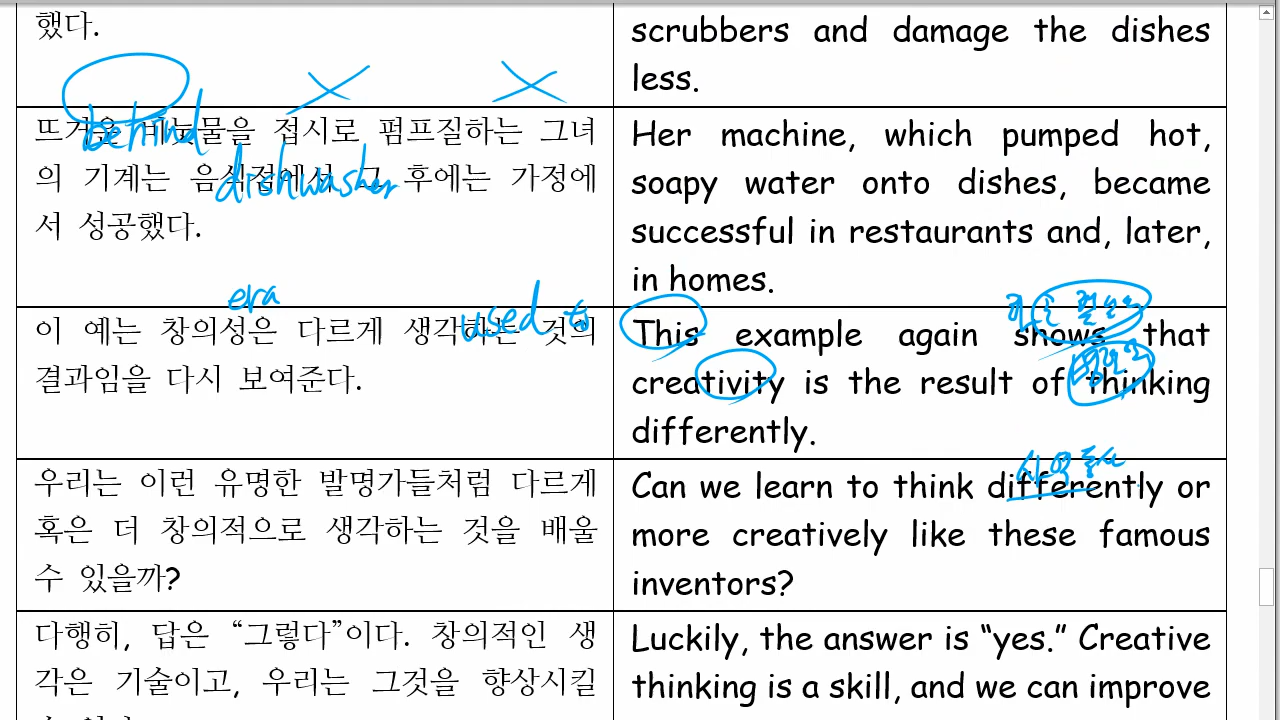 했다.
scrubbers and damage the dishes
less.
behind
뜨거운 비눗물을 접시로 펌프질하는 그녀
의 기계는 음식점에서 그 후에는 가정에
서 성공했다.
dishwasher
Her machine, which pumped hot,
soapy water onto dishes, became
successful in restaurants and, later,
in homes.
era
used to
이 예는 창의성은 다르게 생각하는 것의
결과임을 다시 보여준다.
This example again shows that
creativity is the result of thinking
differently.
우리는 이런 유명한 발명가들처럼 다르게
혹은 더 창의적으로 생각하는 것을 배울
수 있을까?
사역동사
Can we learn to think differently or
more creatively like these famous
inventors?
다행히, 답은 “그렇다”이다. 창의적인 생
각은 기술이고, 우리는 그것을 향상시킬
Luckily, the answer is “yes.” Creative
thinking is a skill, and we can improve